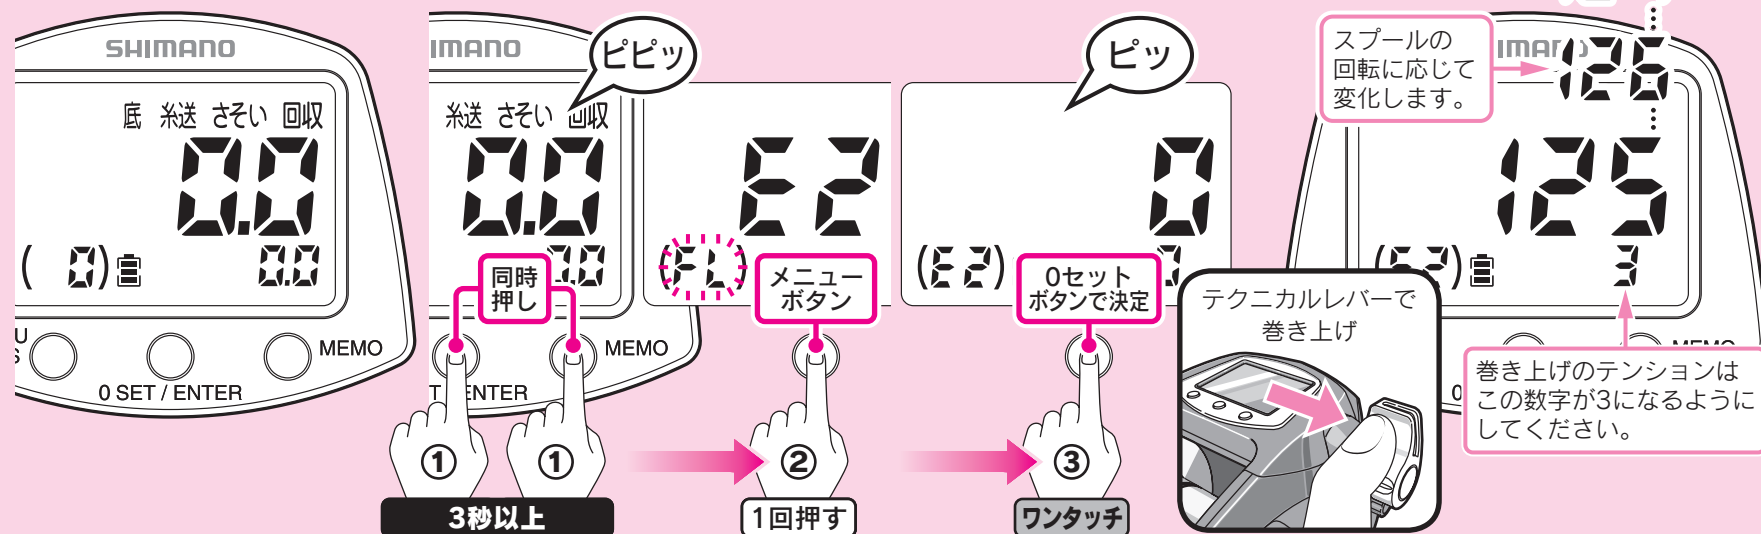 SHIMANO
底 糸送 さそい 回収
0.0
( 0)
0.0
0 SET / ENTER
MEMO
IMANO
ピピッ
糸送 さそい 回収
0.0
同時
押し
MEMO
ENTER
①
①
3秒以上
E2
(FL)
メニュー
ボタン
②
1回押す
ピッ
0
(E2)
0セット
ボタンで決定
③
ワンタッチ
テクニカルレバーで
巻き上げ
スプールの
回転に応じて
変化します。
126
125
(E2)
3
巻き上げのテンションは
この数字が3になるように
してください。